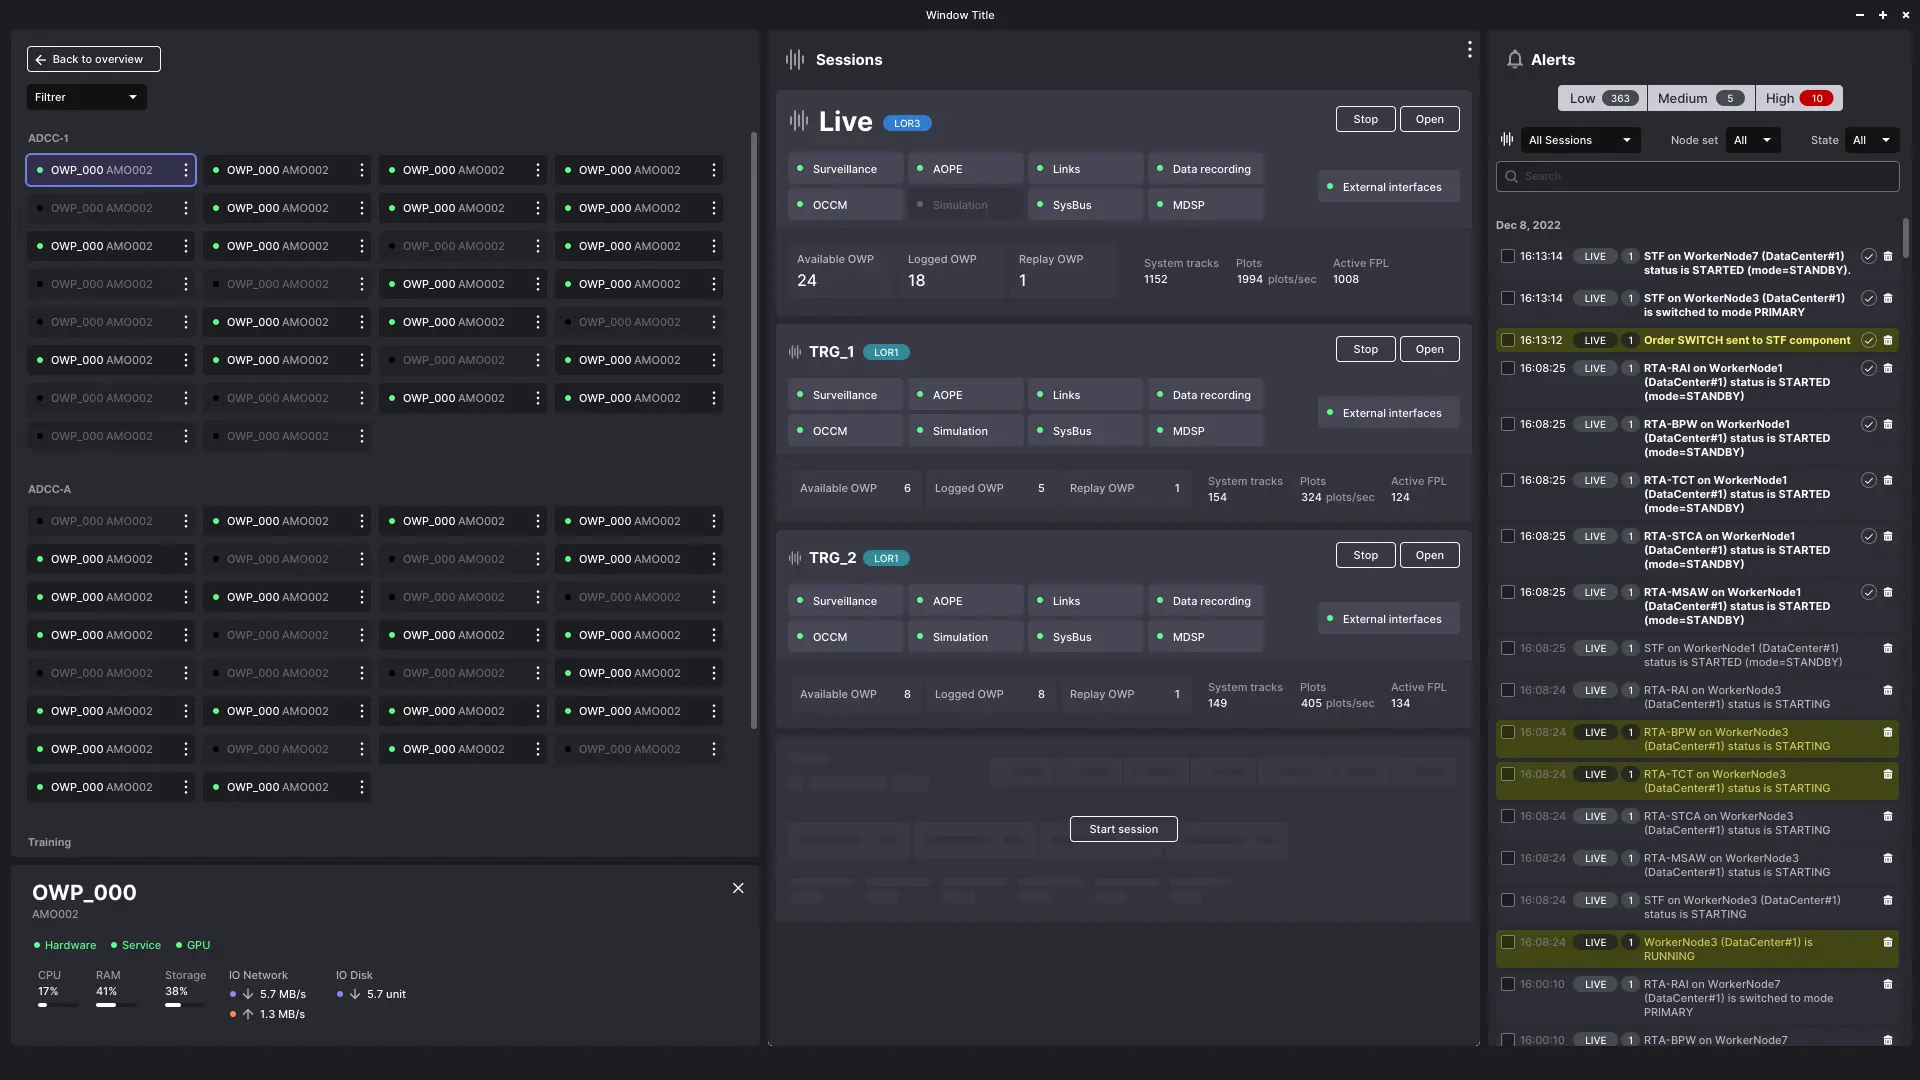 Window Title
Back to overview
Filtrer
ADCC-1
OWP_000 AMO002 OWP_000 AMO002 OWP_000 AMO002 OWP_000 AMO002
OWP_000 AMO002 OWP_000 AMO002 OWP_000 AMO002 OWP_000 AMO002
OWP_000 AMO002 OWP_000 AMO002 OWP_000 AMO002 OWP_000 AMO002
OWP_000 AMO002 OWP_000 AMO002 OWP_000 AMO002 OWP_000 AMO002
OWP_000 AMO002 OWP_000 AMO002 OWP_000 AMO002 OWP_000 AMO002
OWP_000 AMO002 OWP_000 AMO002 OWP_000 AMO002 OWP_000 AMO002
OWP_000 AMO002 OWP_000 AMO002 OWP_000 AMO002 OWP_000 AMO002
OWP_000 AMO002 OWP_000 AMO002
ADCC-A
OWP_000 AMO002 OWP_000 AMO002 OWP_000 AMO002 OWP_000 AMO002
OWP_000 AMO002 OWP_000 AMO002 OWP_000 AMO002 OWP_000 AMO002
OWP_000 AMO002 OWP_000 AMO002 OWP_000 AMO002 OWP_000 AMO002
OWP_000 AMO002 OWP_000 AMO002 OWP_000 AMO002 OWP_000 AMO002
OWP_000 AMO002 OWP_000 AMO002 OWP_000 AMO002 OWP_000 AMO002
OWP_000 AMO002 OWP_000 AMO002 OWP_000 AMO002 OWP_000 AMO002
OWP_000 AMO002 OWP_000 AMO002 OWP_000 AMO002 OWP_000 AMO002
OWP_000 AMO002 OWP_000 AMO002
Training
OWP_000
AMO002
Hardware Service GPU
CPU RAM Storage IO Network IO Disk
17% 41% 38% 5.7 MB/s 5.7 unit
1.3 MB/s
Sessions
Live LOR3 Stop Open
Surveillance AOPE Links Data recording External interfaces
OCCM Simulation SysBus MDSP
Available OWP Logged OWP Replay OWP System tracks Plots Active FPL
24 18 1 1152 1994 plots/sec 1008
TRG_1 LOR1 Stop Open
Surveillance AOPE Links Data recording External interfaces
OCCM Simulation SysBus MDSP
Available OWP 6 Logged OWP 5 Replay OWP 1 System tracks Plots Active FPL
154 324 plots/sec 124
TRG_2 LOR1 Stop Open
Surveillance AOPE Links Data recording External interfaces
OCCM Simulation SysBus MDSP
Available OWP 8 Logged OWP 8 Replay OWP 1 System tracks Plots Active FPL
149 405 plots/sec 134
Start session
Alerts
Low 363 Medium 5 High 10
All Sessions Node set All State All
Search
Dec 8, 2022
16:13:14 LIVE 1 STF on WorkerNode7 (DataCenter#1)
status is STARTED (mode=STANDBY).
16:13:14 LIVE 1 STF on WorkerNode3 (DataCenter#1)
is switched to mode PRIMARY
16:13:12 LIVE 1 Order SWITCH sent to STF component
16:08:25 LIVE 1 RTA-RAI on WorkerNode1
(DataCenter#1) status is STARTED
(mode=STANDBY)
16:08:25 LIVE 1 RTA-BPW on WorkerNode1
(DataCenter#1) status is STARTED
(mode=STANDBY)
16:08:25 LIVE 1 RTA-TCT on WorkerNode1
(DataCenter#1) status is STARTED
(mode=STANDBY)
16:08:25 LIVE 1 RTA-STCA on WorkerNode1
(DataCenter#1) status is STARTED
(mode=STANDBY)
16:08:25 LIVE 1 RTA-MSAW on WorkerNode1
(DataCenter#1) status is STARTED
(mode=STANDBY)
16:08:25 LIVE 1 STF on WorkerNode1 (DataCenter#1)
status is STARTED (mode=STANDBY)
16:08:24 LIVE 1 RTA-RAI on WorkerNode3
(DataCenter#1) status is STARTING
16:08:24 LIVE 1 RTA-BPW on WorkerNode3
(DataCenter#1) status is STARTING
16:08:24 LIVE 1 RTA-TCT on WorkerNode3
(DataCenter#1) status is STARTING
16:08:24 LIVE 1 RTA-STCA on WorkerNode3
(DataCenter#1) status is STARTING
16:08:24 LIVE 1 RTA-MSAW on WorkerNode3
(DataCenter#1) status is STARTING
16:08:24 LIVE 1 STF on WorkerNode3 (DataCenter#1)
status is STARTING
16:08:24 LIVE 1 WorkerNode3 (DataCenter#1) is
RUNNING
16:00:10 LIVE 1 RTA-RAI on WorkerNode7
(DataCenter#1) is switched to mode
PRIMARY
16:00:10 LIVE 1 RTA-BPW on WorkerNode7